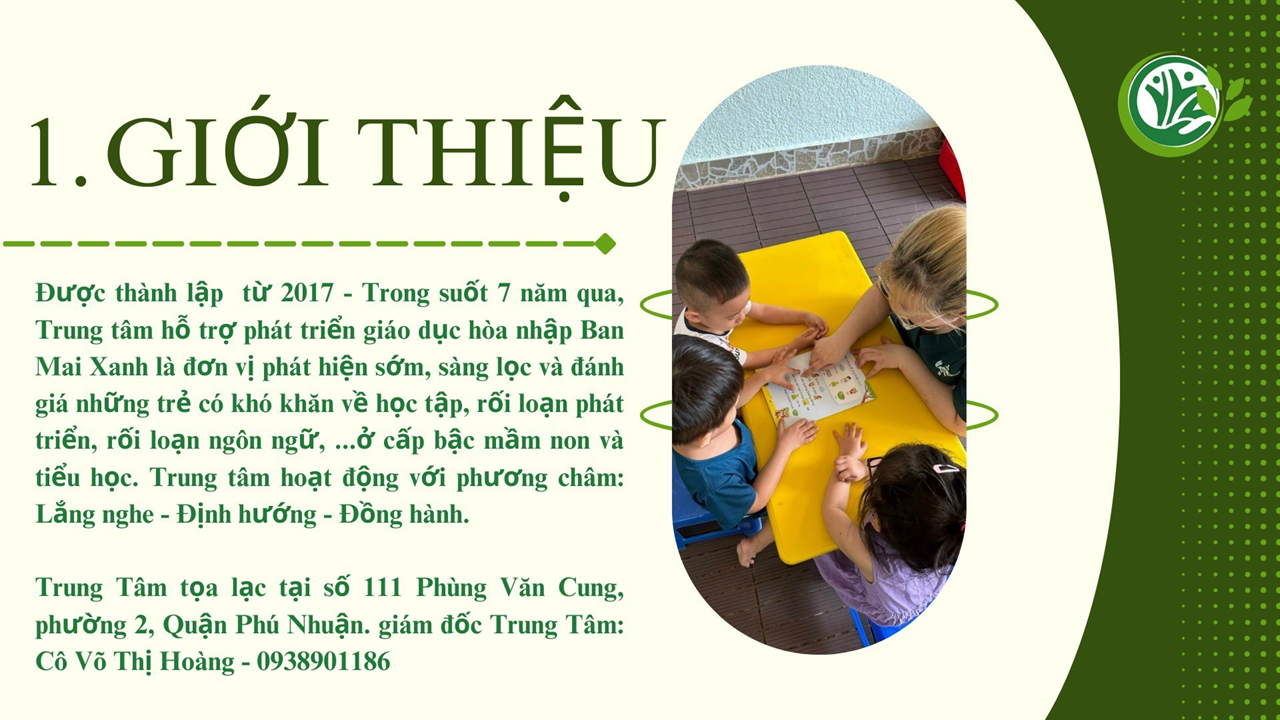 1. GIỚI THIỆU
Được thành lập từ 2017 - Trong suốt 7 năm qua,
Trung tâm hỗ trợ phát triển giáo dục hòa nhập Ban
Mai Xanh là đơn vị phát hiện sớm, sàng lọc và đánh
giá những trẻ có khó khăn về học tập, rối loạn phát
triển, rối loạn ngôn ngữ, ...ở cấp bậc mầm non và
tiểu học. Trung tâm hoạt động với phương châm:
Lắng nghe - Định hướng - Đồng hành.
Trung Tâm tọa lạc tại số 111 Phùng Văn Cung,
phường 2, Quận Phú Nhuận. giám đốc Trung Tâm:
Cô Võ Thị Hoàng - 0938901186